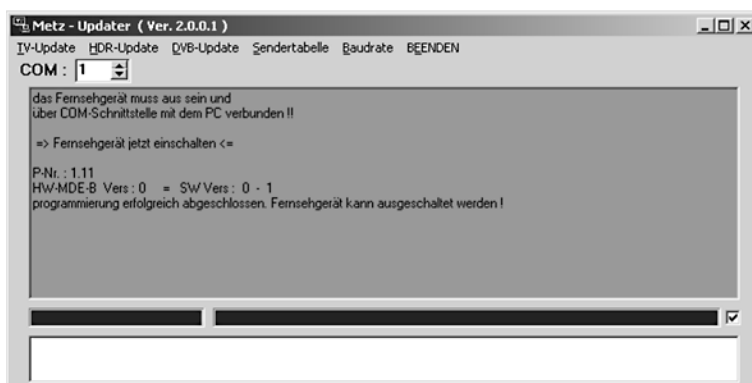 Metz - Updater ( Ver. 2.0.0.1 )
TV-Update HDR-Update DVB-Update Sendertabelle Baudrate BEENDEN
COM : 1
das Fernsehgerät muss aus sein und
über COM-Schnittstelle mit dem PC verbunden !!
=> Fernsehgerät jetzt einschalten <=
P-Nr. : 1.11
HW-MDE-B Vers : 0 = SW Vers : 0 - 1
programmierung erfolgreich abgeschlossen. Fernsehgerät kann ausgeschaltet werden !